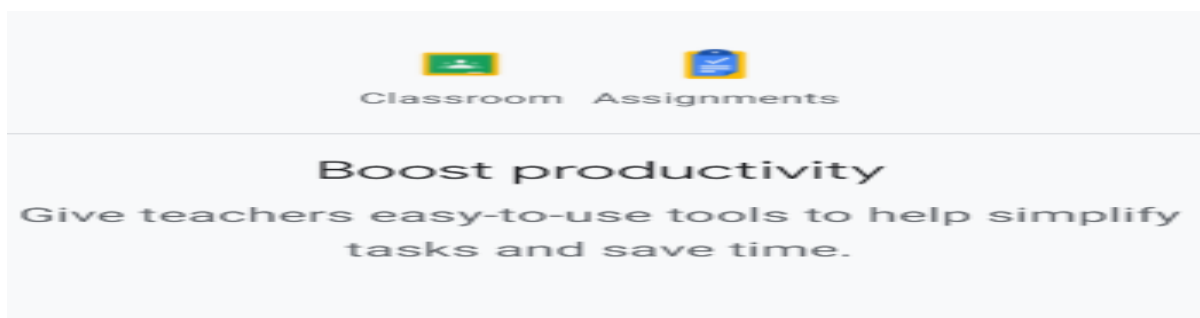 Classroom Assignments
Boost productivity
Give teachers easy-to-use tools to help simplify
tasks and save time.